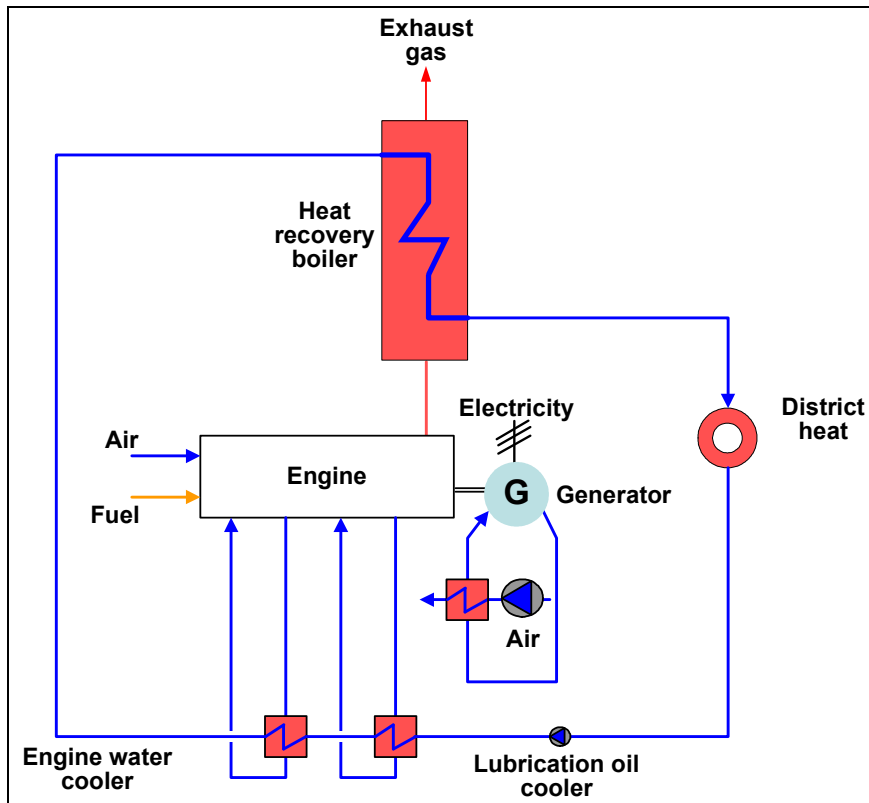 Exhaust
gas
Heat
recovery
boiler
Electricity
District
heat
Air
Engine
G
Generator
Fuel
Air
Engine water
cooler
Lubrication oil
cooler